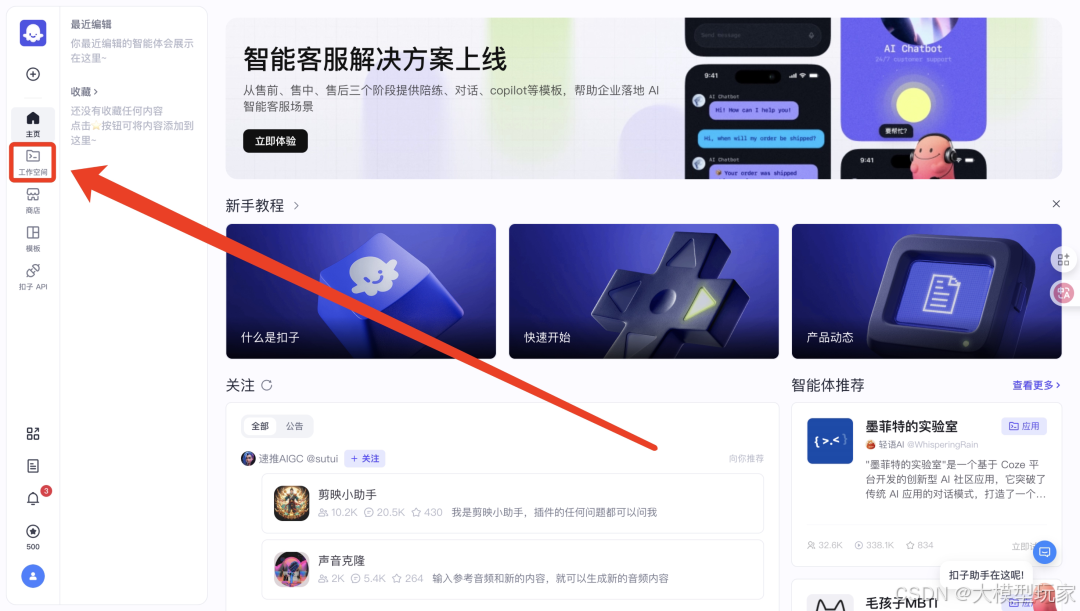 最近编辑
你最近编辑的智能体会展示
在这里~
收藏
还没有收藏任何内容
点击⭐按钮可将内容添加到
这里~
主页
工作空间
商店
模板
扣子 API
3
500
智能客服解决方案上线
从售前、售中、售后三个阶段提供陪练、对话、copilot等模板，帮助企业落地 AI
智能客服场景
立即体验
Send Message
9:41
AI Chatbot
Hi! How can I help you!
Hi, when will my order be shipped?
AI Chatbot
Your order was shipped
AI Chatbot
24/7 customer support
要帮忙?
9:41
新手教程
什么是扣子
快速开始
产品动态
关注
全部
公告
速推AIGC @sutui
+ 关注
向你推荐
剪映小助手
10.2K 20.5K 430 我是剪映小助手，插件的任何问题都可以问我
声音克隆
2K 5.4K 264 输入参考音频和新的内容，就可以生成新的音频内容
智能体推荐
查看更多
{>.<}
墨菲特的实验室
应用
轻语AI @WhisperingRain
"墨菲特的实验室"是一个基于 Coze 平
台开发的创新型 AI 社区应用，它突破了
传统 AI 应用的对话模式，打造了一个...
32.6K 338.1K 834
立即
扣子助手在这呢!
毛孩子MBTI
CSDN @大模型玩家